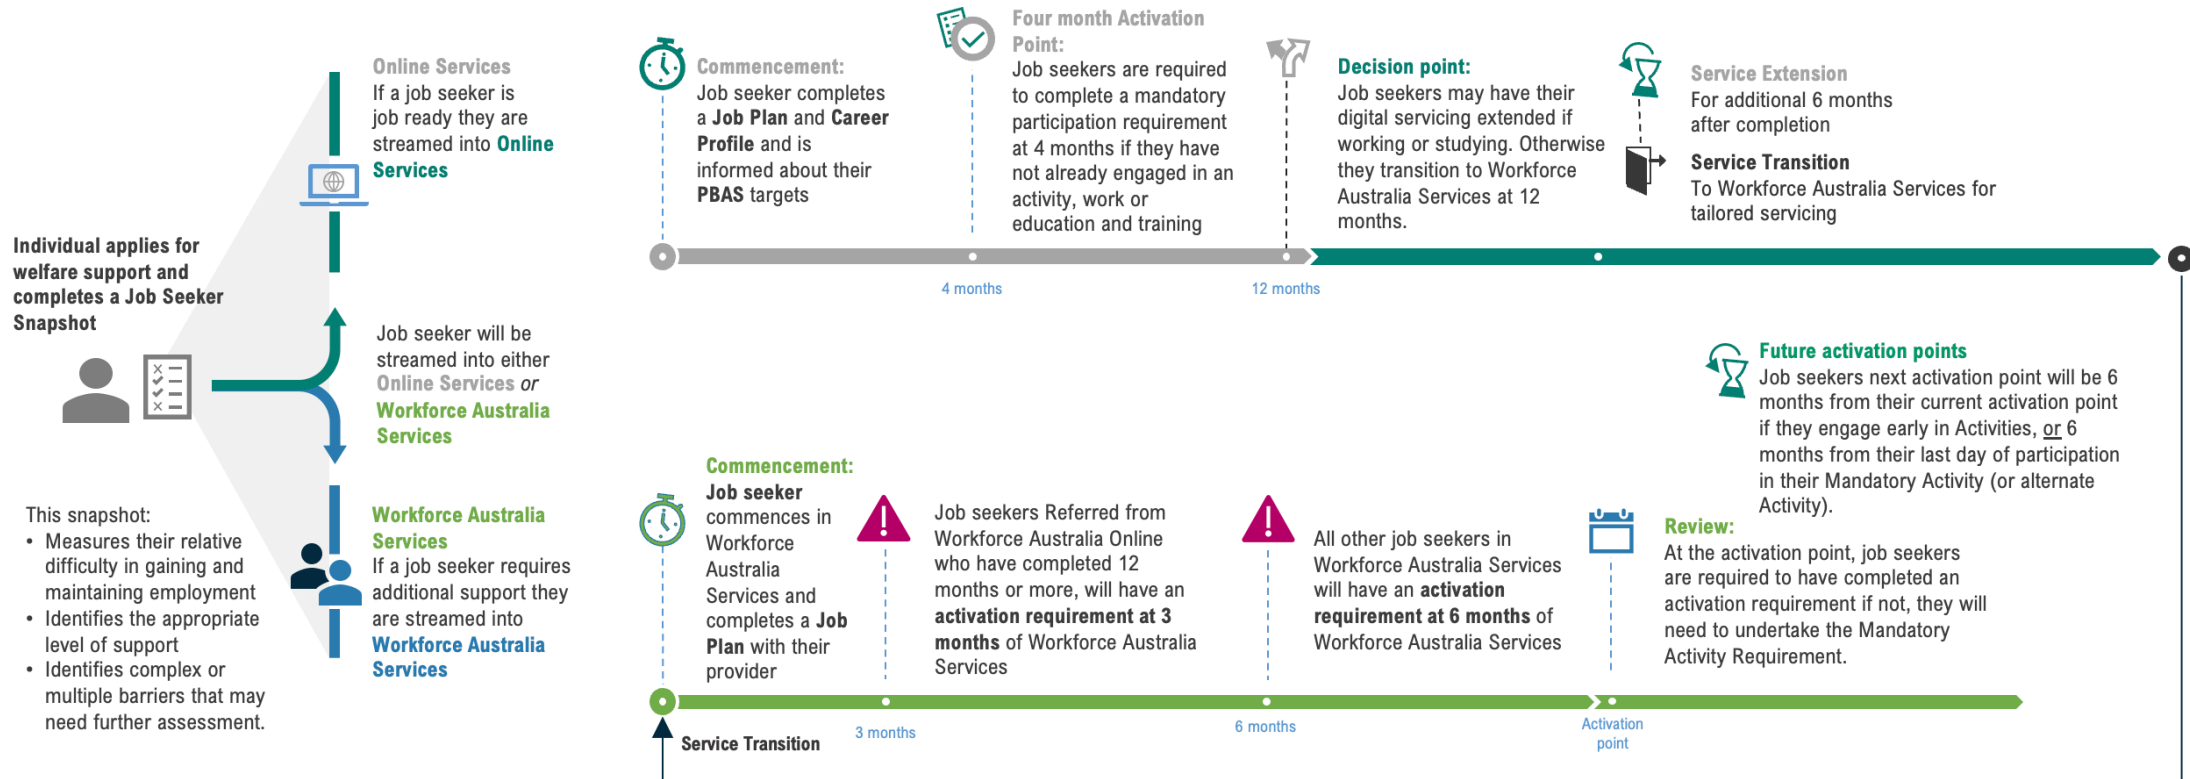 Individual applies for
welfare support and
completes a Job Seeker
Snapshot
This snapshot:
• Measures their relative
difficulty in gaining and
maintaining employment
• Identifies the appropriate
level of support
• Identifies complex or
multiple barriers that may
need further assessment.
Online Services
If a job seeker is
job ready they are
streamed into Online
Services
Job seeker will be
streamed into either
Online Services or
Workforce Australia
Services
Workforce Australia
Services
If a job seeker requires
additional support they
are streamed into
Workforce Australia
Services
Commencement:
Job seeker completes
a Job Plan and Career
Profile and is
informed about their
PBAS targets
Four month Activation
Point:
Job seekers are required
to complete a mandatory
participation requirement
at 4 months if they have
not already engaged in an
activity, work or
education and training
Decision point:
Job seekers may have their
digital servicing extended if
working or studying. Otherwise
they transition to Workforce
Australia Services at 12
months.
Service Extension
For additional 6 months
after completion
Service Transition
To Workforce Australia Services for
tailored servicing
4 months
12 months
Commencement:
Job seeker
commences in
Workforce
Australia
Services and
completes a Job
Plan with their
provider
Job seekers Referred from
Workforce Australia Online
who have completed 12
months or more, will have an
activation requirement at 3
months of Workforce Australia
Services
All other job seekers in
Workforce Australia Services
will have an activation
requirement at 6 months of
Workforce Australia Services
Future activation points
Job seekers next activation point will be 6
months from their current activation point
if they engage early in Activities, or 6
months from their last day of participation
in their Mandatory Activity (or alternate
Activity).
Review:
At the activation point, job seekers
are required to have completed an
activation requirement if not, they will
need to undertake the Mandatory
Activity Requirement.
Service Transition
3 months
6 months
Activation
point